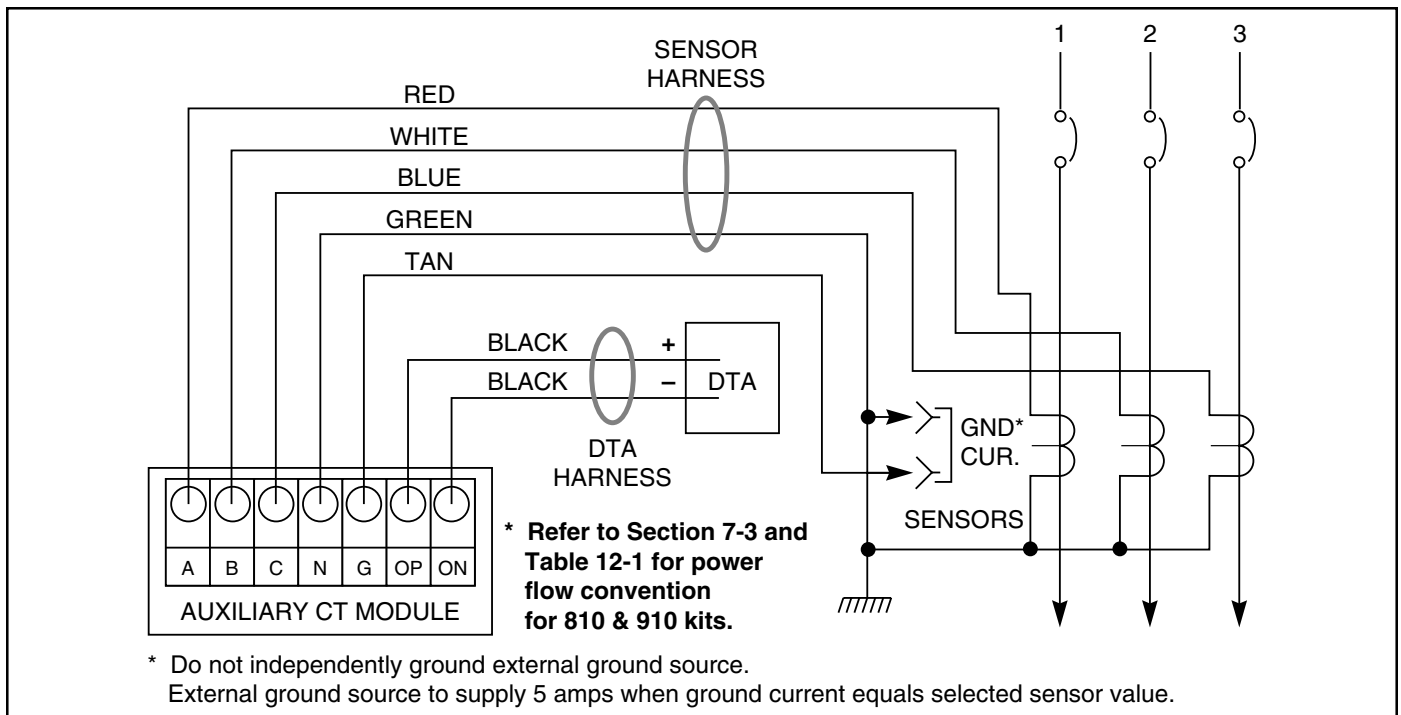 1 2 3
SENSOR
HARNESS
RED
WHITE
BLUE
GREEN
TAN
BLACK +
BLACK –
DTA
DTA
HARNESS
GND*
CUR.
SENSORS
A B C N G OP ON
AUXILIARY CT MODULE
* Refer to Section 7-3 and
Table 12-1 for power
flow convention
for 810 & 910 kits.
* Do not independently ground external ground source.
External ground source to supply 5 amps when ground current equals selected sensor value.